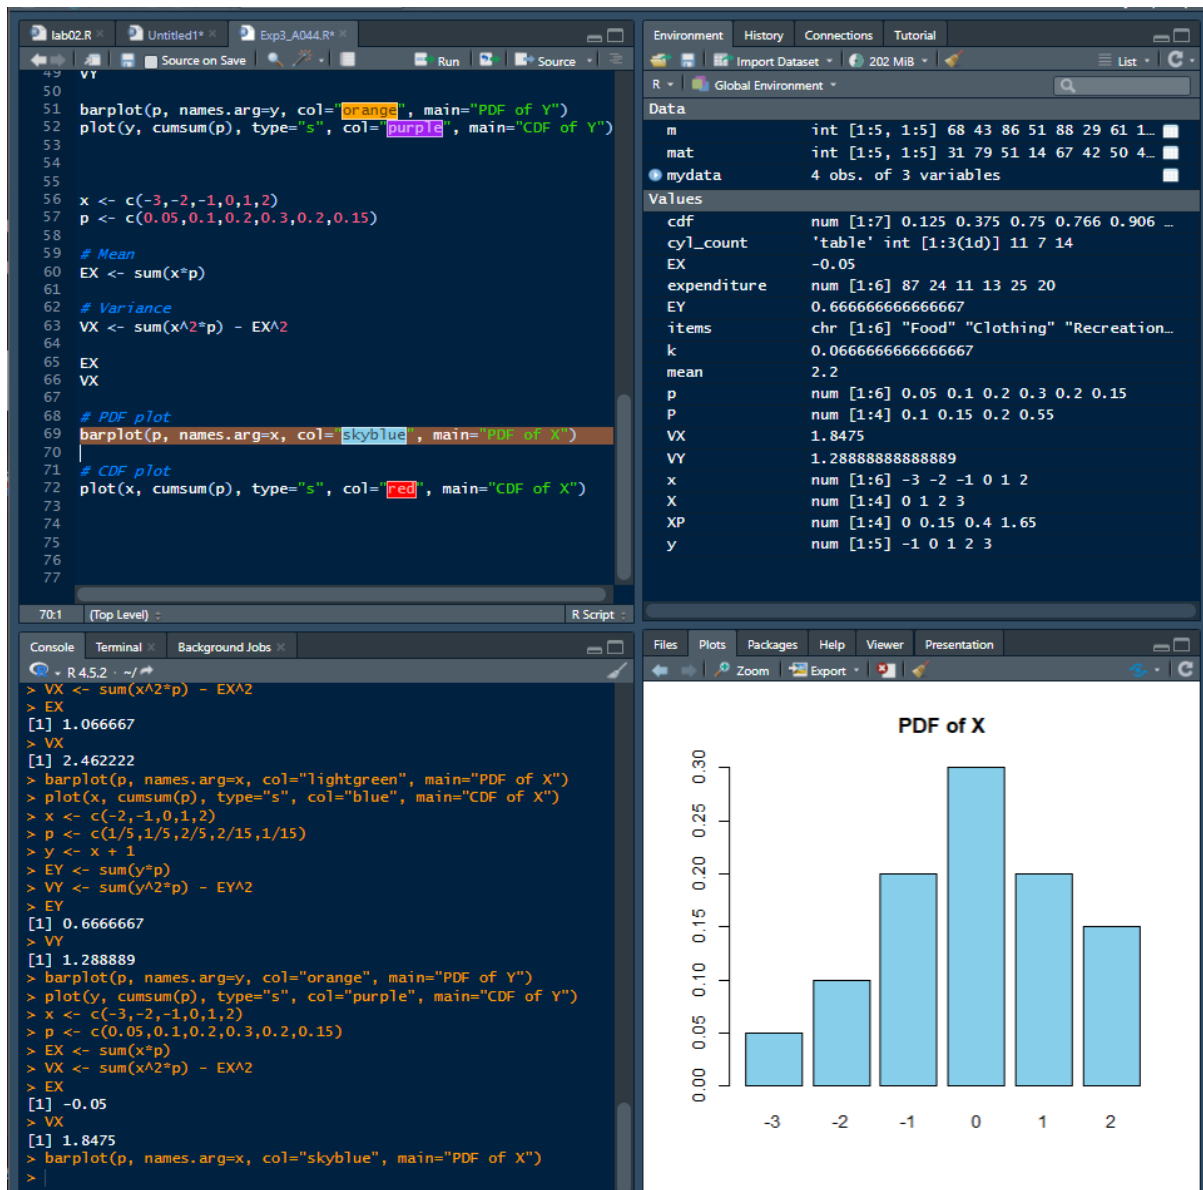 lab02.R
Untitled1*
Exp3_A044.R*
Source on Save
Run
Source
49 VY
50
51 barplot(p, names.arg=y, col="orange", main="PDF of Y")
52 plot(y, cumsum(p), type="s", col="purple", main="CDF of Y")
53
54
55
56 x <- c(-3,-2,-1,0,1,2)
57 p <- c(0.05,0.1,0.2,0.3,0.2,0.15)
58
59 # Mean
60 EX <- sum(x*p)
61
62 # Variance
63 VX <- sum(x^2*p) - EX^2
64
65 EX
66 VX
67
68 # PDF plot
69 barplot(p, names.arg=x, col="skyblue", main="PDF of X")
70
71 # CDF plot
72 plot(x, cumsum(p), type="s", col="red", main="CDF of X")
73
74
75
76
77
70:1 (Top Level) R Script
Console Terminal Background Jobs
R 4.5.2 · ~/
> VX <- sum(x^2*p) - EX^2
> EX
[1] 1.066667
> VX
[1] 2.462222
> barplot(p, names.arg=x, col="lightgreen", main="PDF of X")
> plot(x, cumsum(p), type="s", col="blue", main="CDF of X")
> x <- c(-2,-1,0,1,2)
> p <- c(1/5,1/5,2/5,2/15,1/15)
> y <- x + 1
> EY <- sum(y*p)
> VY <- sum(y^2*p) - EY^2
> EY
[1] 0.6666667
> VY
[1] 1.288889
> barplot(p, names.arg=y, col="orange", main="PDF of Y")
> plot(y, cumsum(p), type="s", col="purple", main="CDF of Y")
> x <- c(-3,-2,-1,0,1,2)
> p <- c(0.05,0.1,0.2,0.3,0.2,0.15)
> EX <- sum(x*p)
> VX <- sum(x^2*p) - EX^2
> EX
[1] -0.05
> VX
[1] 1.8475
> barplot(p, names.arg=x, col="skyblue", main="PDF of X")
>
Environment History Connections Tutorial
Import Dataset 202 MiB List
R Global Environment
Data
m int [1:5, 1:5] 68 43 86 51 88 29 61 1…
mat int [1:5, 1:5] 31 79 51 14 67 42 50 4…
mydata 4 obs. of 3 variables
Values
cdf num [1:7] 0.125 0.375 0.75 0.766 0.906 …
cyl_count 'table' int [1:3(1d)] 11 7 14
EX -0.05
expenditure num [1:6] 87 24 11 13 25 20
EY 0.666666666666667
items chr [1:6] "Food" "Clothing" "Recreation…
k 0.0666666666666667
mean 2.2
p num [1:6] 0.05 0.1 0.2 0.3 0.2 0.15
P num [1:4] 0.1 0.15 0.2 0.55
VX 1.8475
VY 1.28888888888889
x num [1:6] -3 -2 -1 0 1 2
X num [1:4] 0 1 2 3
XP num [1:4] 0 0.15 0.4 1.65
y num [1:5] -1 0 1 2 3
Files Plots Packages Help Viewer Presentation
Zoom Export
PDF of X
0.30
0.25
0.20
0.15
0.10
0.05
0.00
-3 -2 -1 0 1 2